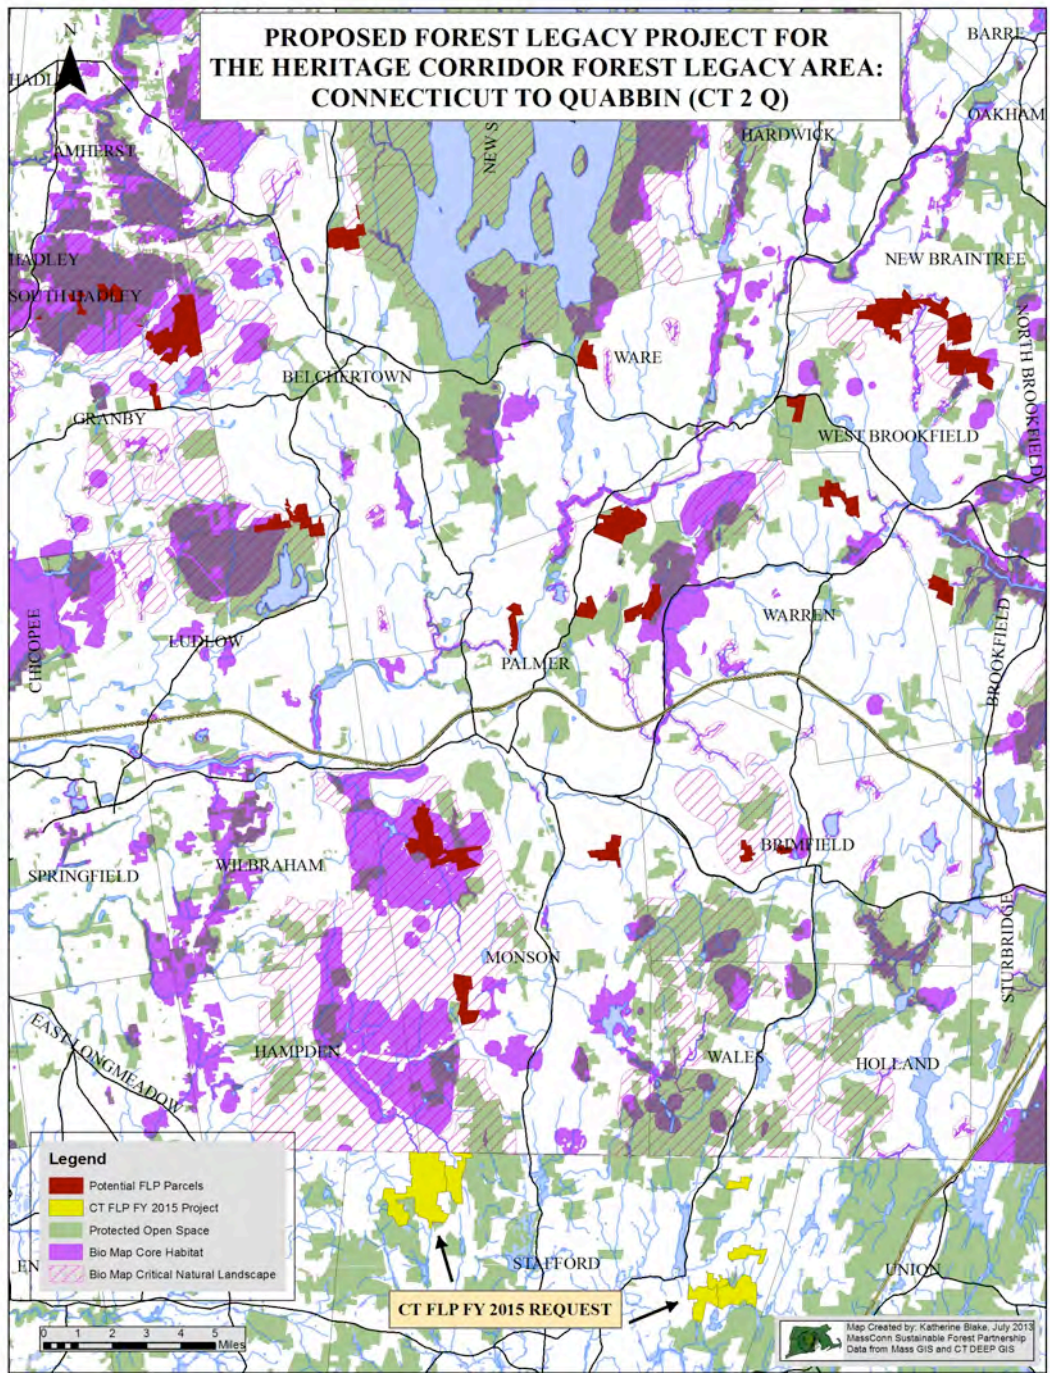 PROPOSED FOREST LEGACY PROJECT FOR
THE HERITAGE CORRIDOR FOREST LEGACY AREA:
CONNECTICUT TO QUABBIN (CT 2 Q)
N
BARRE
HADLE
OAKHAM
HARDWICK
NEW S
AMHERST
HADLEY
NEW BRAINTREE
SOUTH HADLEY
NORTH BROOKFIELD
WARE
BELCHERTOWN
GRANBY
WEST BROOKFIELD
CHICOPEE
LUDLOW
WARREN
BROOKFIELD
PALMER
BRIMFIELD
WILBRAHAM
SPRINGFIELD
STURBRIDGE
MONSON
EAST LONGMEADOW
HAMPDEN
WALES
HOLLAND
Legend
Potential FLP Parcels
CT FLP FY 2015 Project
Protected Open Space
Bio Map Core Habitat
Bio Map Critical Natural Landscape
EN
STAFFORD
UNION
CT FLP FY 2015 REQUEST
0 1 2 3 4 5
Miles
Map Created by: Katherine Blake, July 2013
MassConn Sustainable Forest Partnership
Data from Mass GIS and CT DEEP GIS